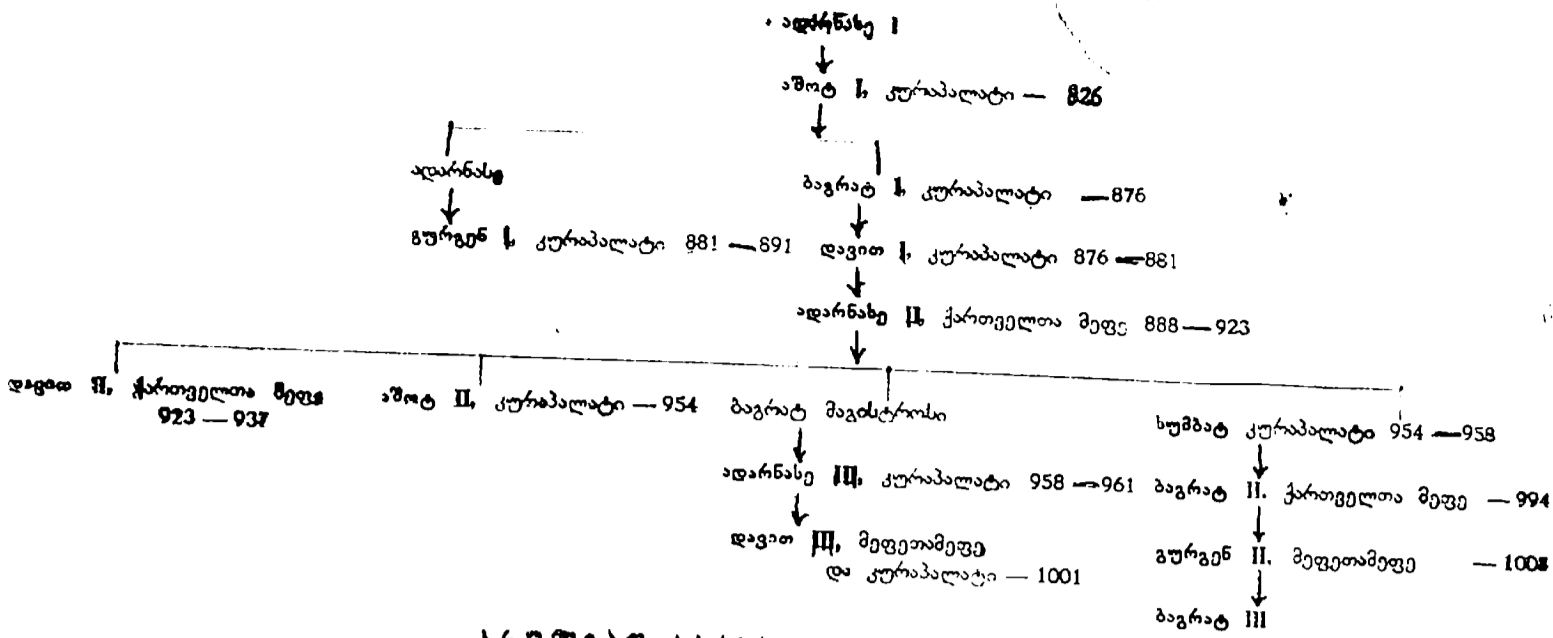 ადარნასე I
აშოტ I, კურაპალატი — 826
ადარნასე
ბაგრატ I, კურაპალატი — 876
გურგენ I, კურაპალატი 881 — 891
დავით I, კურაპალატი 876 — 881
ადარნასე II, ქართველთა მეფე 888 — 923
დავით II, ქართველთა მეფე
923 — 937
აშოტ II, კურაპალატი — 954
ბაგრატ მაგისტროსი
სუმბატ კურაპალატი 954 — 958
ადარნასე III, კურაპალატი 958 — 961
ბაგრატ II. ქართველთა მეფე — 994
დავით III, მეფეთამეფე
და კურაპალატი — 1001
გურგენ II. მეფეთამეფე — 1008
ბაგრატ III